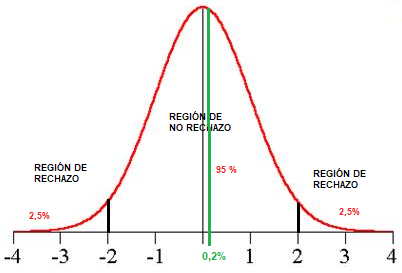 REGIÓN DE
NO RECHAZO
REGIÓN DE
RECHAZO
REGIÓN DE
RECHAZO
95 %
2,5%
2,5%
-4 -3 -2 -1 1 2 3 4
0,2%